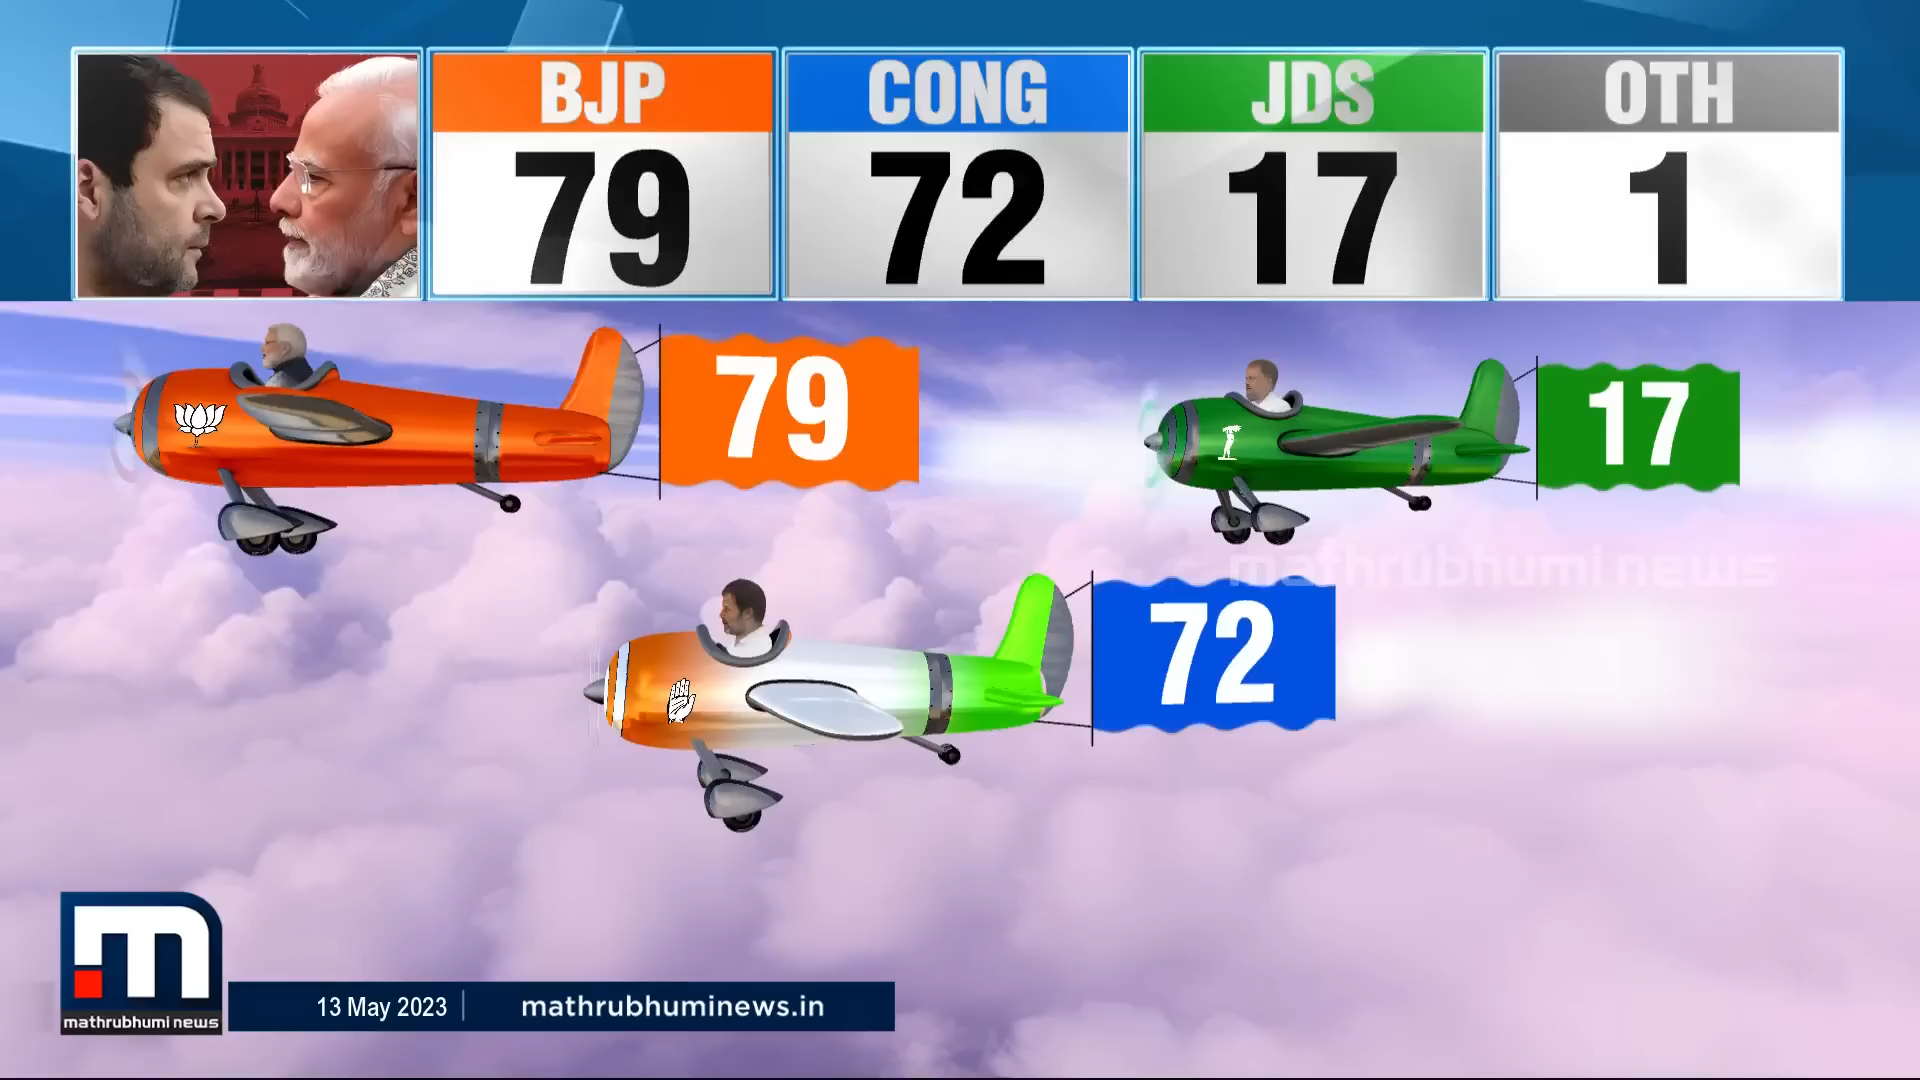 BJP
CONG
JDS
OTH
79
72
17
1
79
17
mathrubhumi news
72
mathrubhumi news
13 May 2023
mathrubhuminews.in